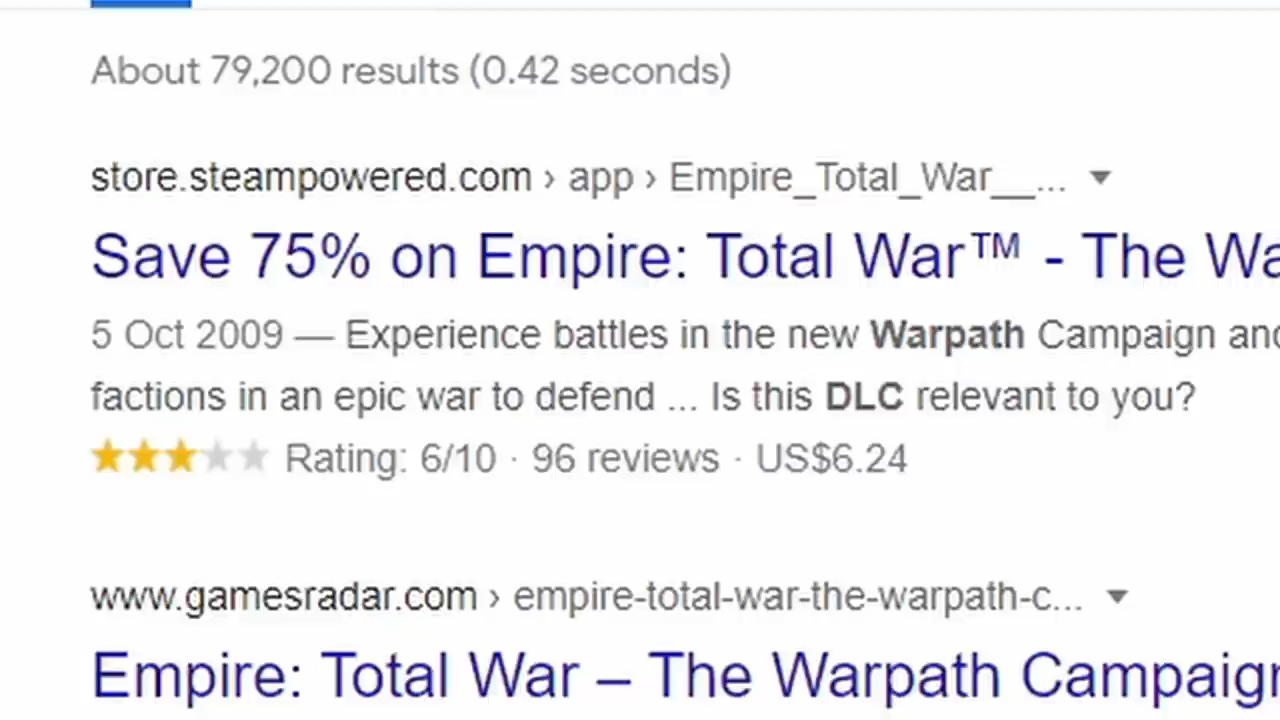 About 79,200 results (0.42 seconds)
store.steampowered.com › app › Empire_Total_War__...
Save 75% on Empire: Total War™ - The Wa
5 Oct 2009 — Experience battles in the new Warpath Campaign and
factions in an epic war to defend ... Is this DLC relevant to you?
Rating: 6/10 · 96 reviews · US$6.24
www.gamesradar.com › empire-total-war-the-warpath-c...
Empire: Total War – The Warpath Campaign